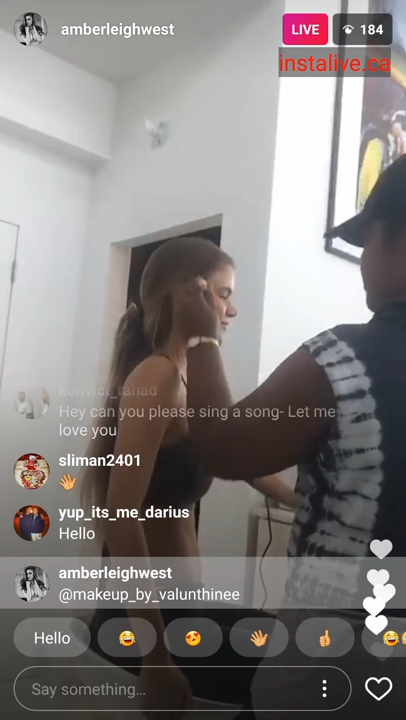 amberleighwest
LIVE
184
instalive.ca
Hey can you please sing a song- Let me
love you
sliman2401
👋
yup_its_me_darius
Hello
amberleighwest
@makeup_by_valunthinee
Hello 😂 😍 👋 👍 😂
Say something...